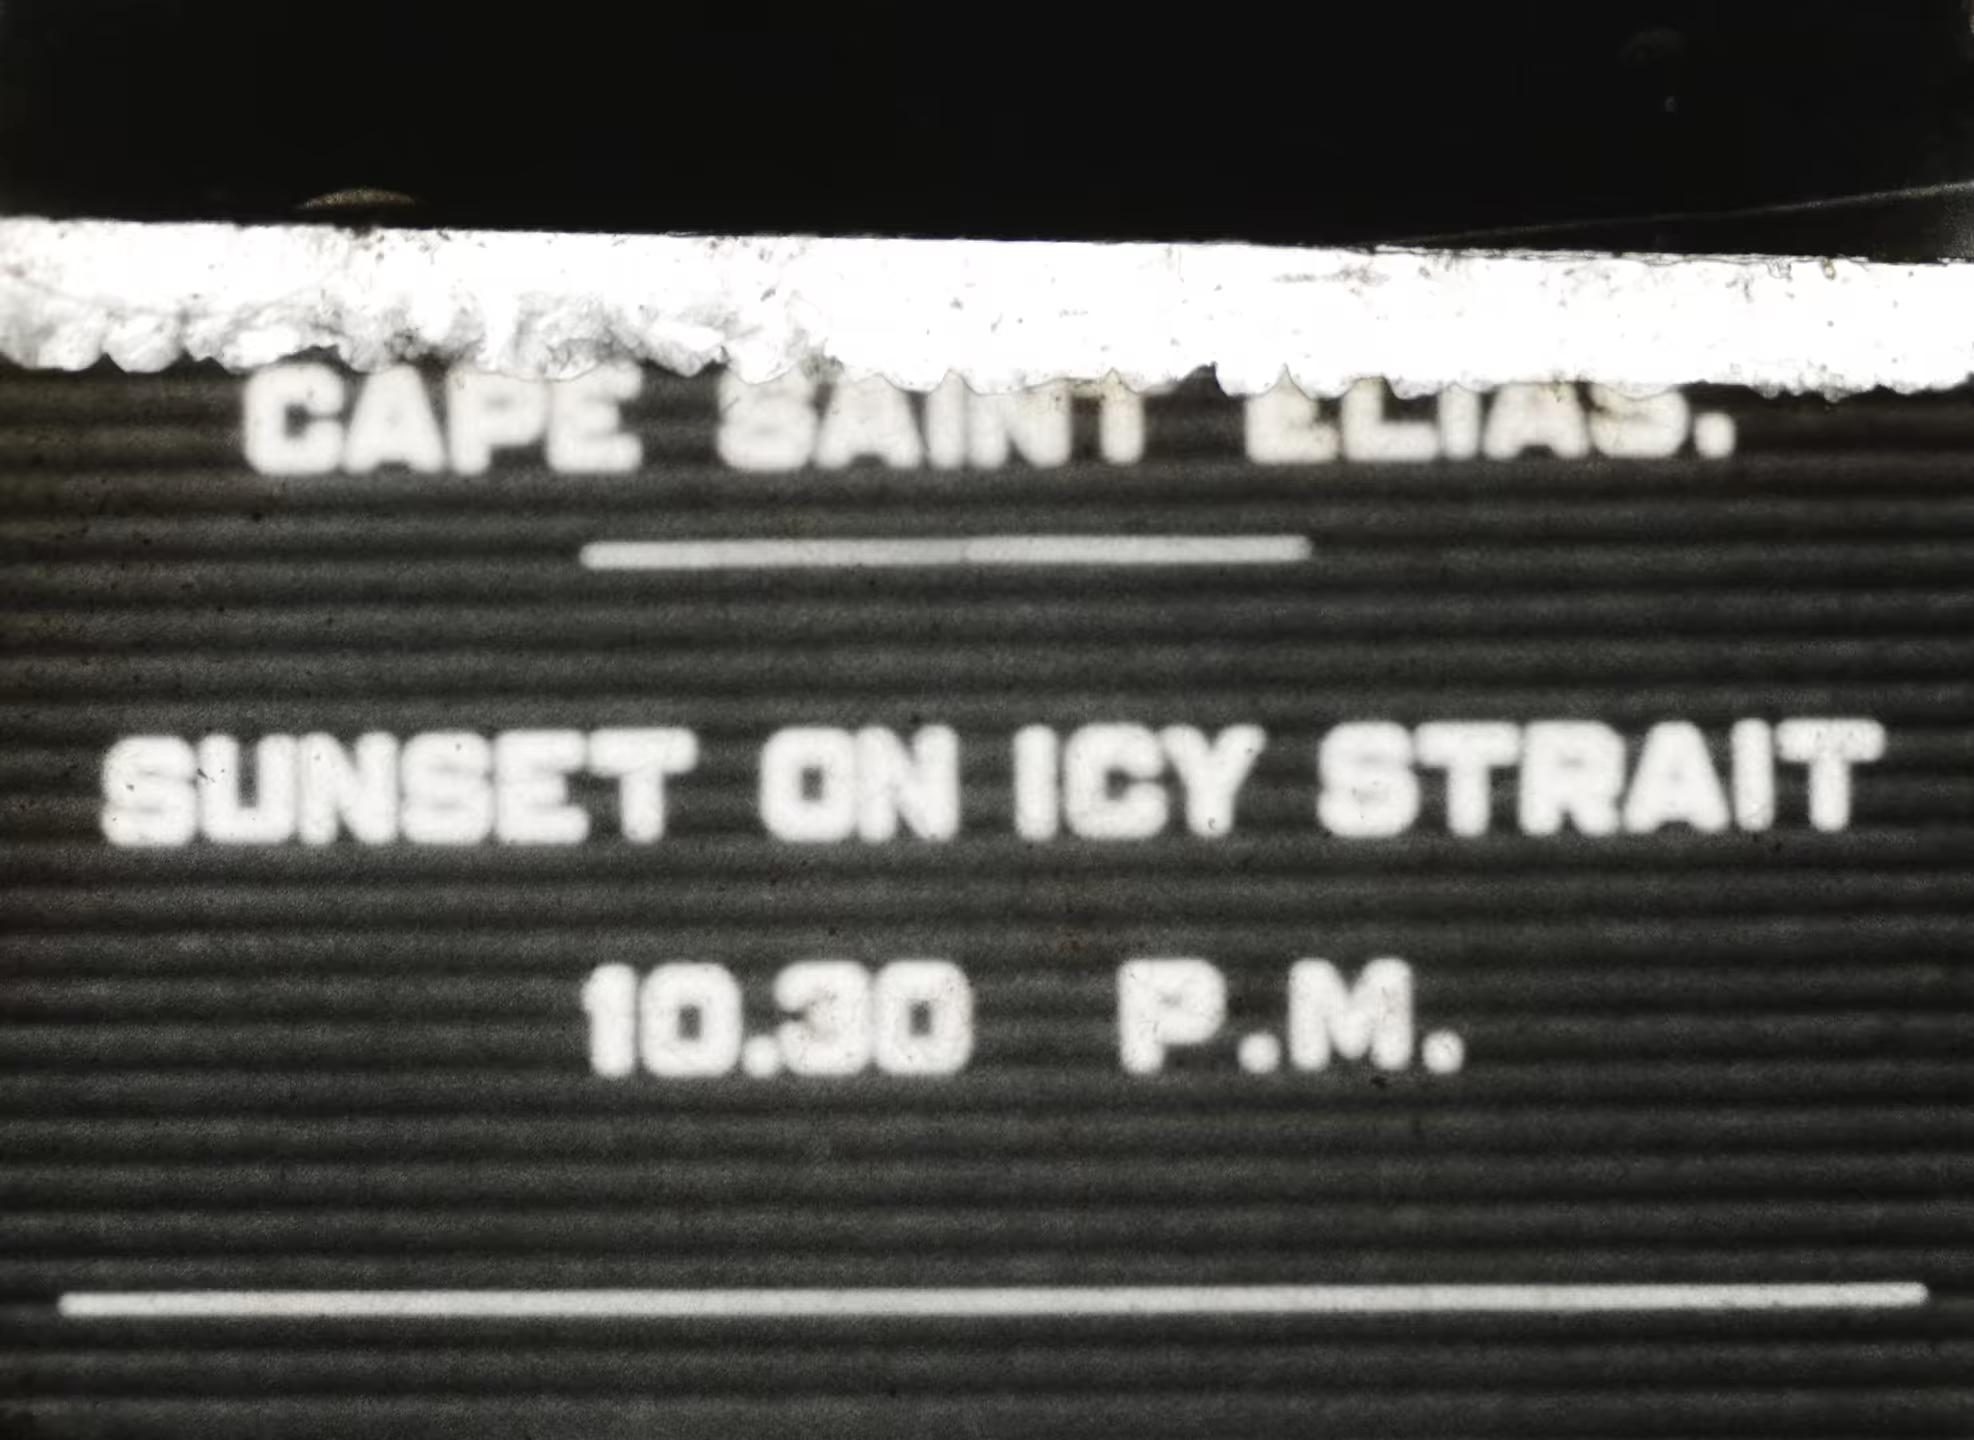 CAPE SAINT ELIAS.
SUNSET ON ICY STRAIT
10.30 P.M.